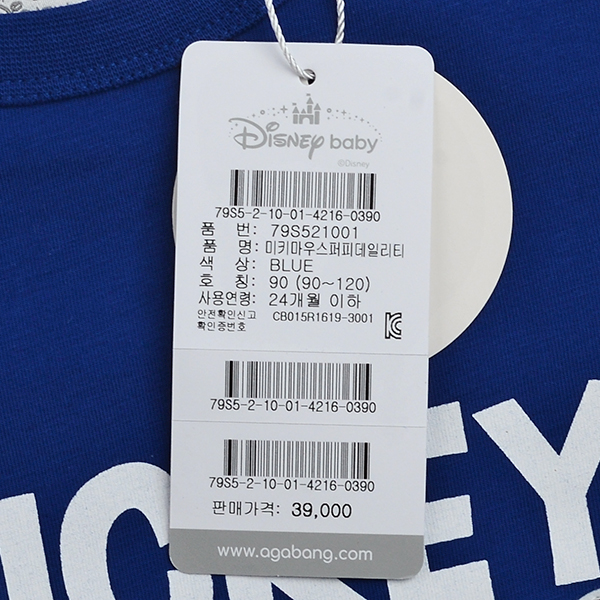 Disney baby
©Disney
79S5-2-10-01-4216-0390
품 번: 79S521001
품 명: 미키마우스퍼피데일리티
색 상: BLUE
호 칭: 90 (90~120)
사용연령: 24개월 이하
안전확인신고 CB015R1619-3001
확인증번호
79S5-2-10-01-4216-0390
79S5-2-10-01-4216-0390
판매가격: 39,000
www.agabang.com
MICKEY